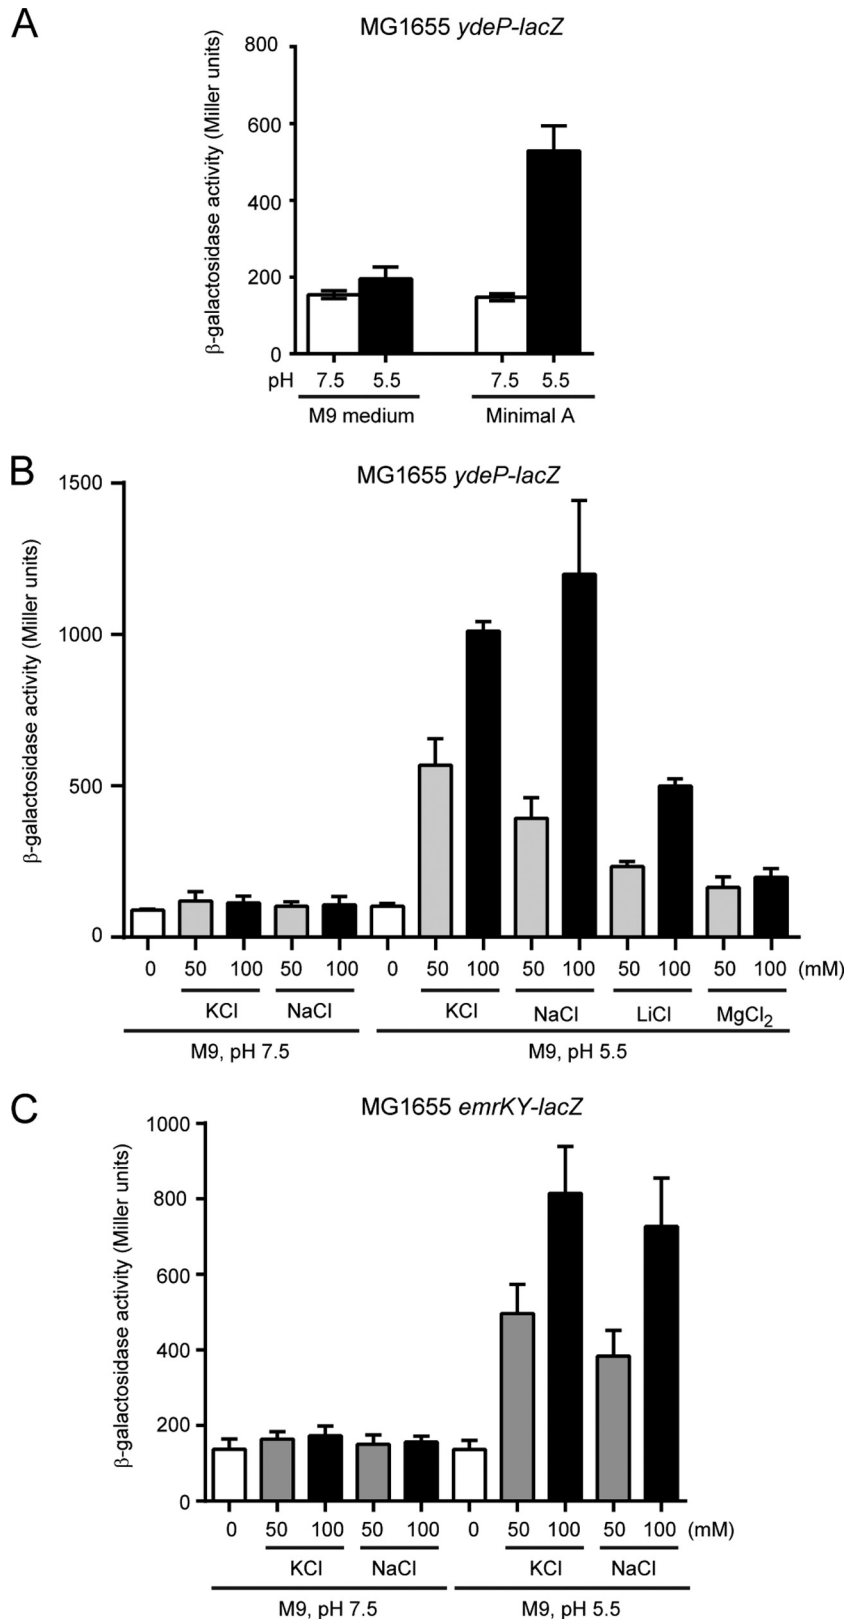 A
MG1655 ydeP-lacZ
β-galactosidase activity (Miller units)
800
600
400
200
0
pH 7.5 5.5 7.5 5.5
M9 medium Minimal A
B
MG1655 ydeP-lacZ
β-galactosidase activity (Miller units)
1500
1000
500
0
0 50 100 50 100 0 50 100 50 100 50 100 50 100 (mM)
KCl NaCl KCl NaCl LiCl MgCl2
M9, pH 7.5 M9, pH 5.5
C
MG1655 emrKY-lacZ
β-galactosidase activity (Miller units)
1000
800
600
400
200
0
0 50 100 50 100 0 50 100 50 100 (mM)
KCl NaCl KCl NaCl
M9, pH 7.5 M9, pH 5.5